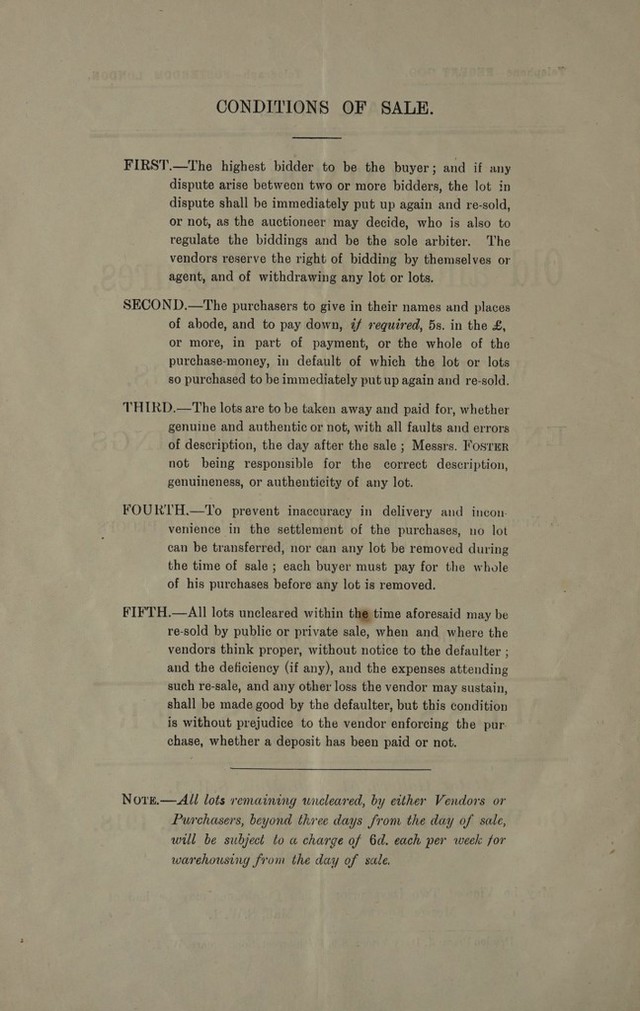 CONDITIONS OF SALE.
FIRST.—The highest bidder to be the buyer; and if any
dispute arise between two or more bidders, the lot in
dispute shall be immediately put up again and re-sold,
or not, as the auctioneer may decide, who is also to
regulate the biddings and be the sole arbiter. The
vendors reserve the right of bidding by themselves or
agent, and of withdrawing any lot or lots.
SECOND.—The purchasers to give in their names and places
of abode, and to pay down, if required, 5s. in the £,
or more, in part of payment, or the whole of the
purchase-money, in default of which the lot or lots
so purchased to be immediately put up again and re-sold.
THIRD.—The lots are to be taken away and paid for, whether
genuine and authentic or not, with all faults and errors
of description, the day after the sale; Messrs. FOSTER
not being responsible for the correct description,
genuineness, or authenticity of any lot.
FOURTH.—To prevent inaccuracy in delivery and incon-
venience in the settlement of the purchases, no lot
can be transferred, nor can any lot be removed during
the time of sale; each buyer must pay for the whole
of his purchases before any lot is removed.
FIFTH.—All lots uncleared within the time aforesaid may be
re-sold by public or private sale, when and where the
vendors think proper, without notice to the defaulter;
and the deficiency (if any), and the expenses attending
such re-sale, and any other loss the vendor may sustain,
shall be made good by the defaulter, but this condition
is without prejudice to the vendor enforcing the pur
chase, whether a deposit has been paid or not.
NOTE.—All lots remaining uncleared, by either Vendors or
Purchasers, beyond three days from the day of sale,
will be subject to a charge of 6d. each per week for
warehousing from the day of sale.